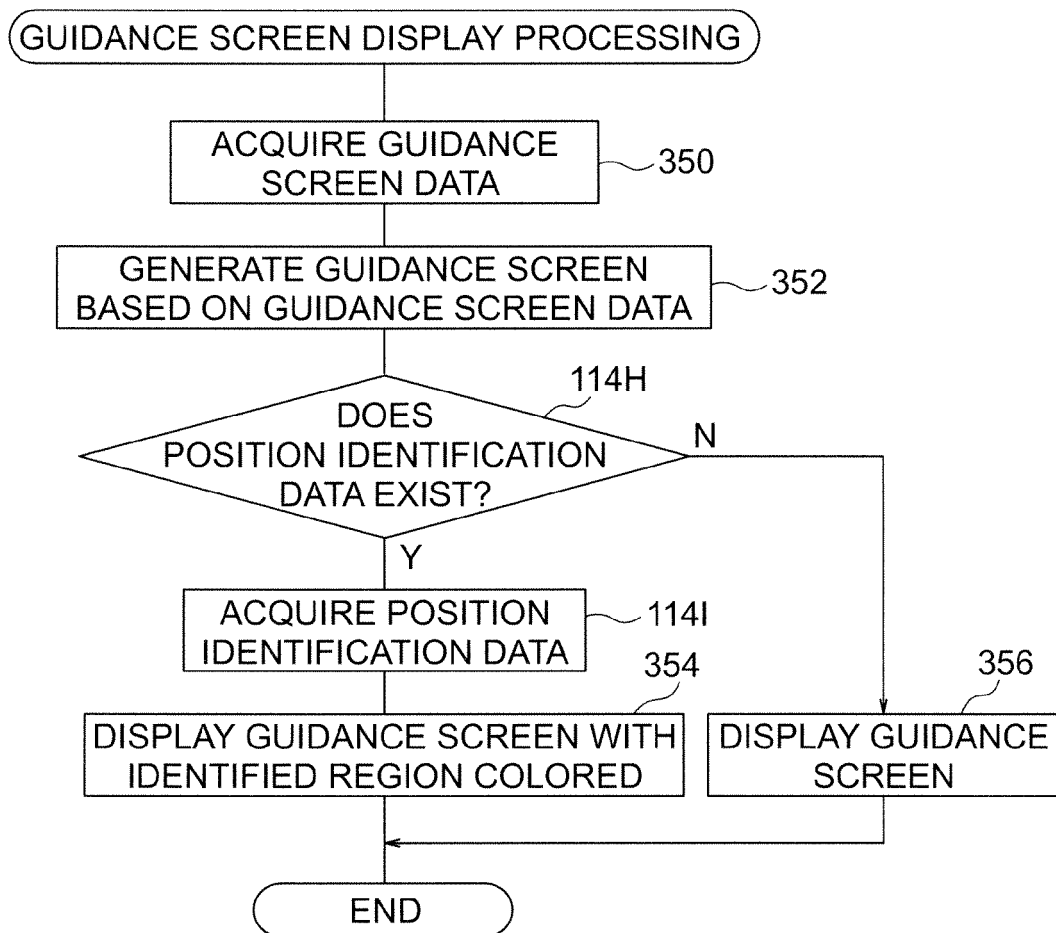 GUIDANCE SCREEN DISPLAY PROCESSING
ACQUIRE GUIDANCE
SCREEN DATA
350
GENERATE GUIDANCE SCREEN
BASED ON GUIDANCE SCREEN DATA
352
114H
DOES
POSITION IDENTIFICATION
DATA EXIST?
N
Y
ACQUIRE POSITION
IDENTIFICATION DATA
114I
354
DISPLAY GUIDANCE SCREEN WITH
IDENTIFIED REGION COLORED
356
DISPLAY GUIDANCE
SCREEN
END